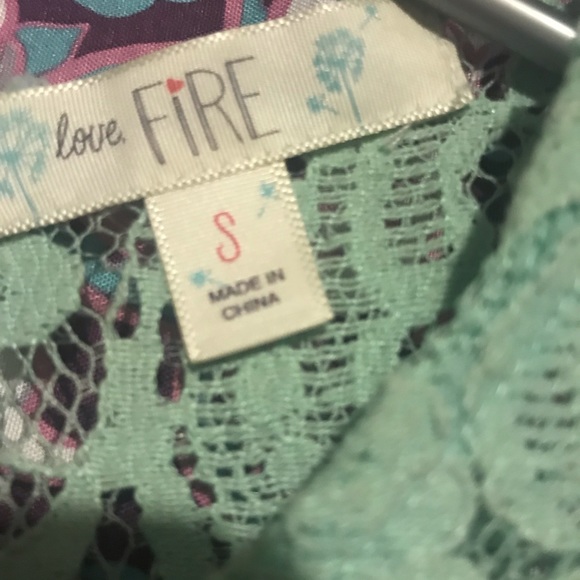 love, FiRE
S
MADE IN
CHINA